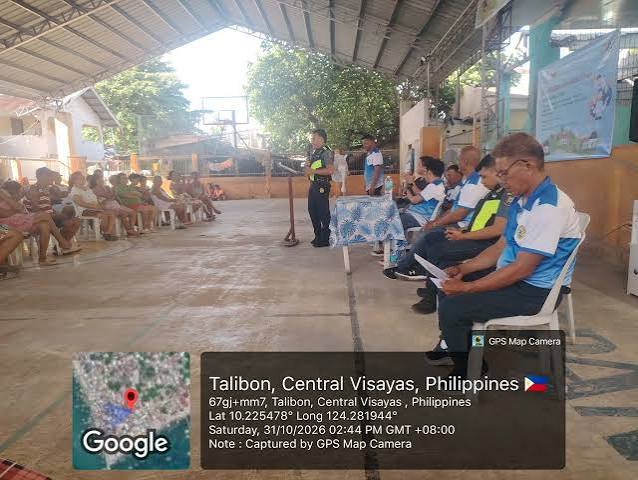 GPS Map Camera
Talibon, Central Visayas, Philippines
67gj+mm7, Talibon, Central Visayas , Philippines
Lat 10.225478° Long 124.281944°
Saturday, 31/10/2026 02:44 PM GMT +08:00
Note : Captured by GPS Map Camera
Google